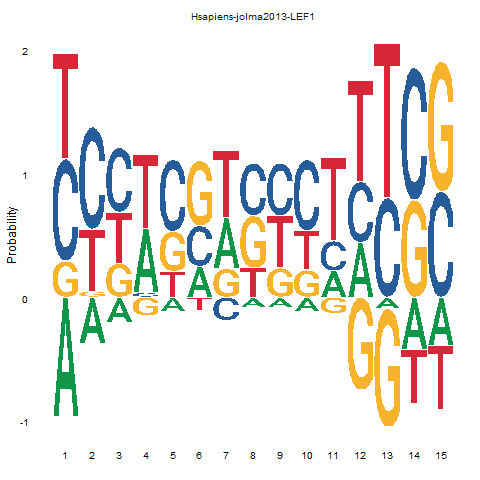 Hsapiens-jolma2013-LEF1
Probability
2
1
0
-1
T C G A
C T G A
C T G A
T A C G
C G T A
G C A T
T A G C
C G T A
C T G A
C T G A
T C A G
T C A G
T C A G
C G A T
G C A T
1 2 3 4 5 6 7 8 9 10 11 12 13 14 15